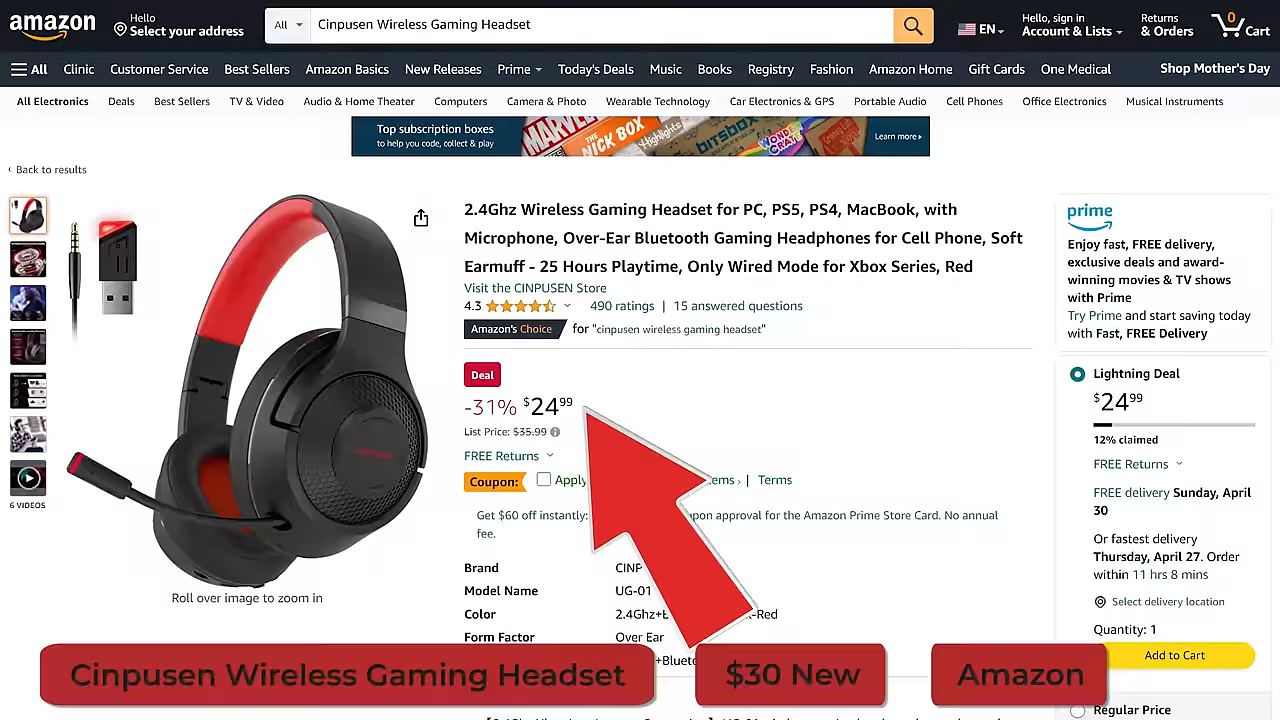 amazon
Hello
Select your address
All
Cinpusen Wireless Gaming Headset
EN
Hello, sign in
Account & Lists
Returns
& Orders
0
Cart
All Clinic Customer Service Best Sellers Amazon Basics New Releases Prime Today's Deals Music Books Registry Fashion Amazon Home Gift Cards One Medical Shop Mother's Day
All Electronics Deals Best Sellers TV & Video Audio & Home Theater Computers Camera & Photo Wearable Technology Car Electronics & GPS Portable Audio Cell Phones Office Electronics Musical Instruments
Top subscription boxes
to help you code, collect & play
MARVEL
THE NICK BOX
Highlights
bitsbox
WONDER CRATE
Learn more
‹ Back to results
2.4Ghz Wireless Gaming Headset for PC, PS5, PS4, MacBook, with
Microphone, Over-Ear Bluetooth Gaming Headphones for Cell Phone, Soft
Earmuff - 25 Hours Playtime, Only Wired Mode for Xbox Series, Red
Visit the CINPUSEN Store
4.3 490 ratings | 15 answered questions
Amazon's Choice for "cinpusen wireless gaming headset"
Deal
-31% $24.99
List Price: $35.99
FREE Returns
Coupon: Apply
Terms
Get $60 off instantly: upon approval for the Amazon Prime Store Card. No annual
fee.
Brand
Model Name UG-01
Color
Form Factor Over Ear
6 VIDEOS
Roll over image to zoom in
prime
Enjoy fast, FREE delivery,
exclusive deals and award-
winning movies & TV shows
with Prime
Try Prime and start saving today
with Fast, FREE Delivery
Lightning Deal
$24.99
12% claimed
FREE Returns
FREE delivery Sunday, April
30
Or fastest delivery
Thursday, April 27. Order
within 11 hrs 8 mins
Select delivery location
Quantity: 1
Add to Cart
Regular Price
Cinpusen Wireless Gaming Headset
$30 New
Amazon